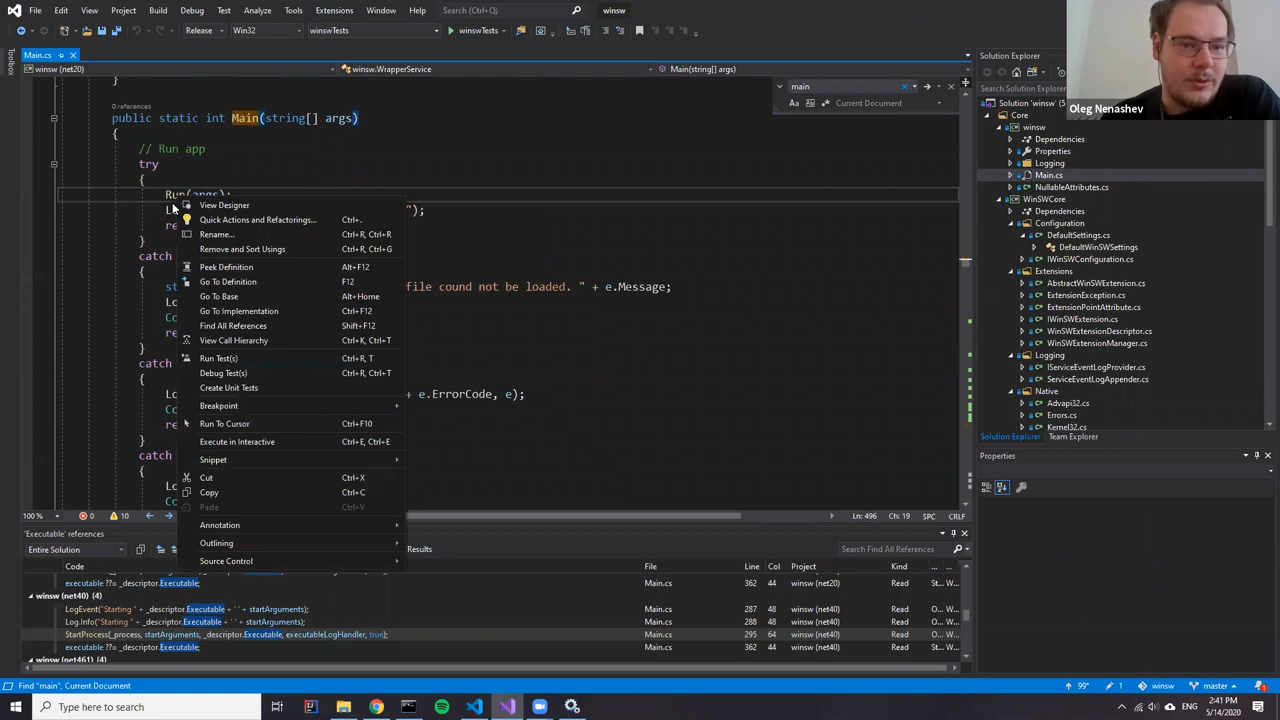 File Edit View Project Build Debug Test Analyze Tools Extensions Window Help Search (Ctrl+Q) winsw
Release Win32 winswTests winswTests
Toolbox
Main.cs
winsw (net20) winsw.WrapperService Main(string[] args)
main
Aa Current Document
}
0 references
public static int Main(string[] args)
{
// Run app
try
{
Run(args);
");
}
catch
{
file cound not be loaded. " + e.Message;
}
catch
{
+ e.ErrorCode, e);
}
catch
{
View Designer
Quick Actions and Refactorings... Ctrl+.
Rename... Ctrl+R, Ctrl+R
Remove and Sort Usings Ctrl+R, Ctrl+G
Peek Definition Alt+F12
Go To Definition F12
Go To Base Alt+Home
Go To Implementation Ctrl+F12
Find All References Shift+F12
View Call Hierarchy Ctrl+K, Ctrl+T
Run Test(s) Ctrl+R, T
Debug Test(s) Ctrl+R, Ctrl+T
Create Unit Tests
Breakpoint
Run To Cursor Ctrl+F10
Execute in Interactive Ctrl+E, Ctrl+E
Snippet
Cut Ctrl+X
Copy Ctrl+C
Paste Ctrl+V
Annotation
Outlining
Source Control
100% 0 10 Ln: 496 Ch: 19 SPC CRLF
'Executable' references
Entire Solution Results Search Find All References
Code File Line Col Project Kind
executable ??= _descriptor.Executable; Main.cs 362 44 winsw (net20) Read St... W...
winsw (net40) (4)
LogEvent("Starting " + _descriptor.Executable + ' ' + startArguments); Main.cs 287 48 winsw (net40) Read O... W...
Log.Info("Starting " + _descriptor.Executable + ' ' + startArguments); Main.cs 288 48 winsw (net40) Read O... W...
StartProcess(_process, startArguments, _descriptor.Executable, executableLogHandler, true); Main.cs 295 64 winsw (net40) Read O... W...
executable ??= _descriptor.Executable; Main.cs 362 44 winsw (net40) Read St... W...
winsw (net461) (4)
Find "main", Current Document 99+ 1 winsw master 1
Oleg Nenashev
Solution Explorer
Search Solution Explorer
Solution 'winsw'
Core
winsw
Dependencies
Properties
Logging
Main.cs
NullableAttributes.cs
WinSWCore
Dependencies
Configuration
DefaultSettings.cs
DefaultWinSWSettings
IWinSWConfiguration.cs
Extensions
AbstractWinSWExtension.cs
ExtensionException.cs
ExtensionPointAttribute.cs
IWinSWExtension.cs
WinSWExtensionDescriptor.cs
WinSWExtensionManager.cs
Logging
IServiceEventLogProvider.cs
ServiceEventLogAppender.cs
Native
Advapi32.cs
Errors.cs
Kernel32.cs
Solution Explorer Team Explorer
Properties
Type here to search
ENG 2:41 PM
5/14/2020